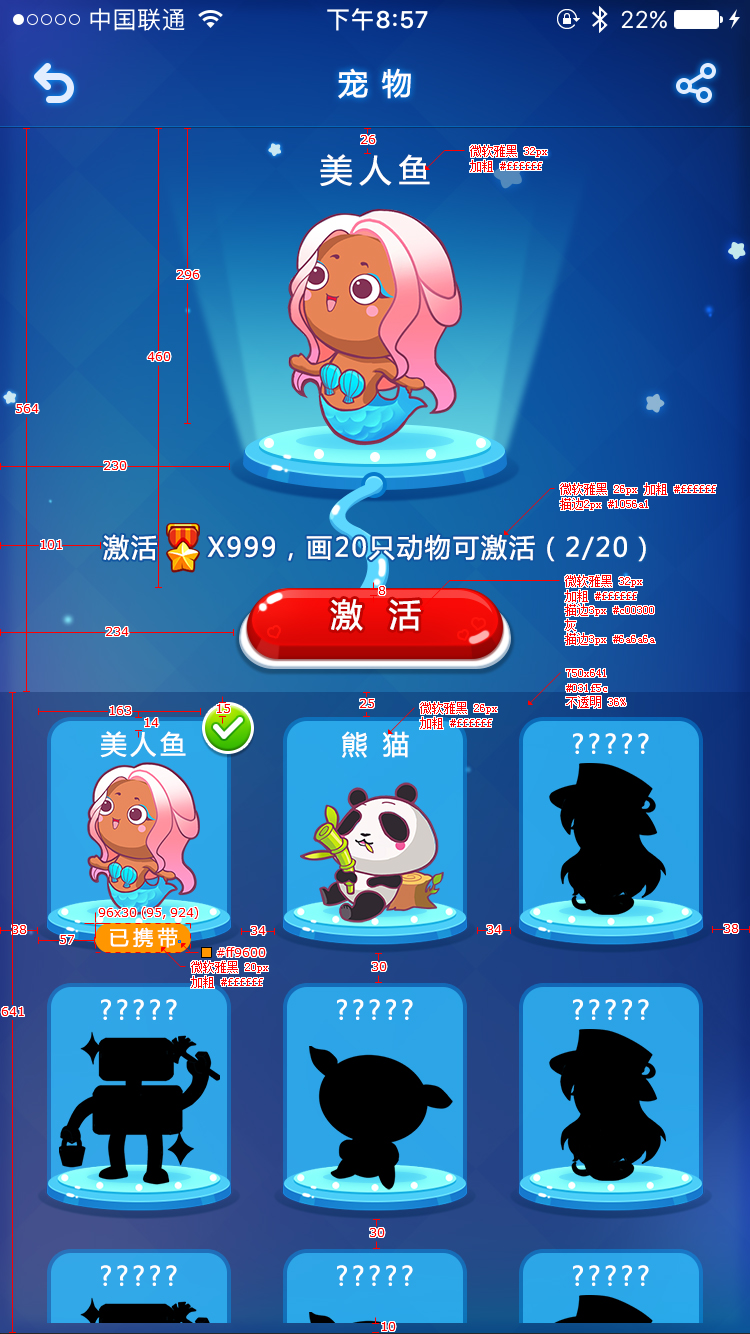 中国联通 下午8:57 22%
宠物
26
美人鱼
微软雅黑 32px
加粗 #ffffff
296
460
564
230
微软雅黑 26px 加粗 #ffffff
描边2px #1056a1
101
激活 X999，画20只动物可激活（2/20）
8
激 活
微软雅黑 32px
加粗 #ffffff
描边3px #c00300
灰
描边3px #6a6a6a
234
750x641
#031f5c
不透明 36%
163
14
15
25
微软雅黑 26px
加粗 #ffffff
美人鱼
熊 猫
?????
96x30 (95, 924)
38
57
已携带
34
34
38
#ff9600
微软雅黑 20px
加粗 #ffffff
30
641
?????
?????
?????
30
?????
?????
?????
10